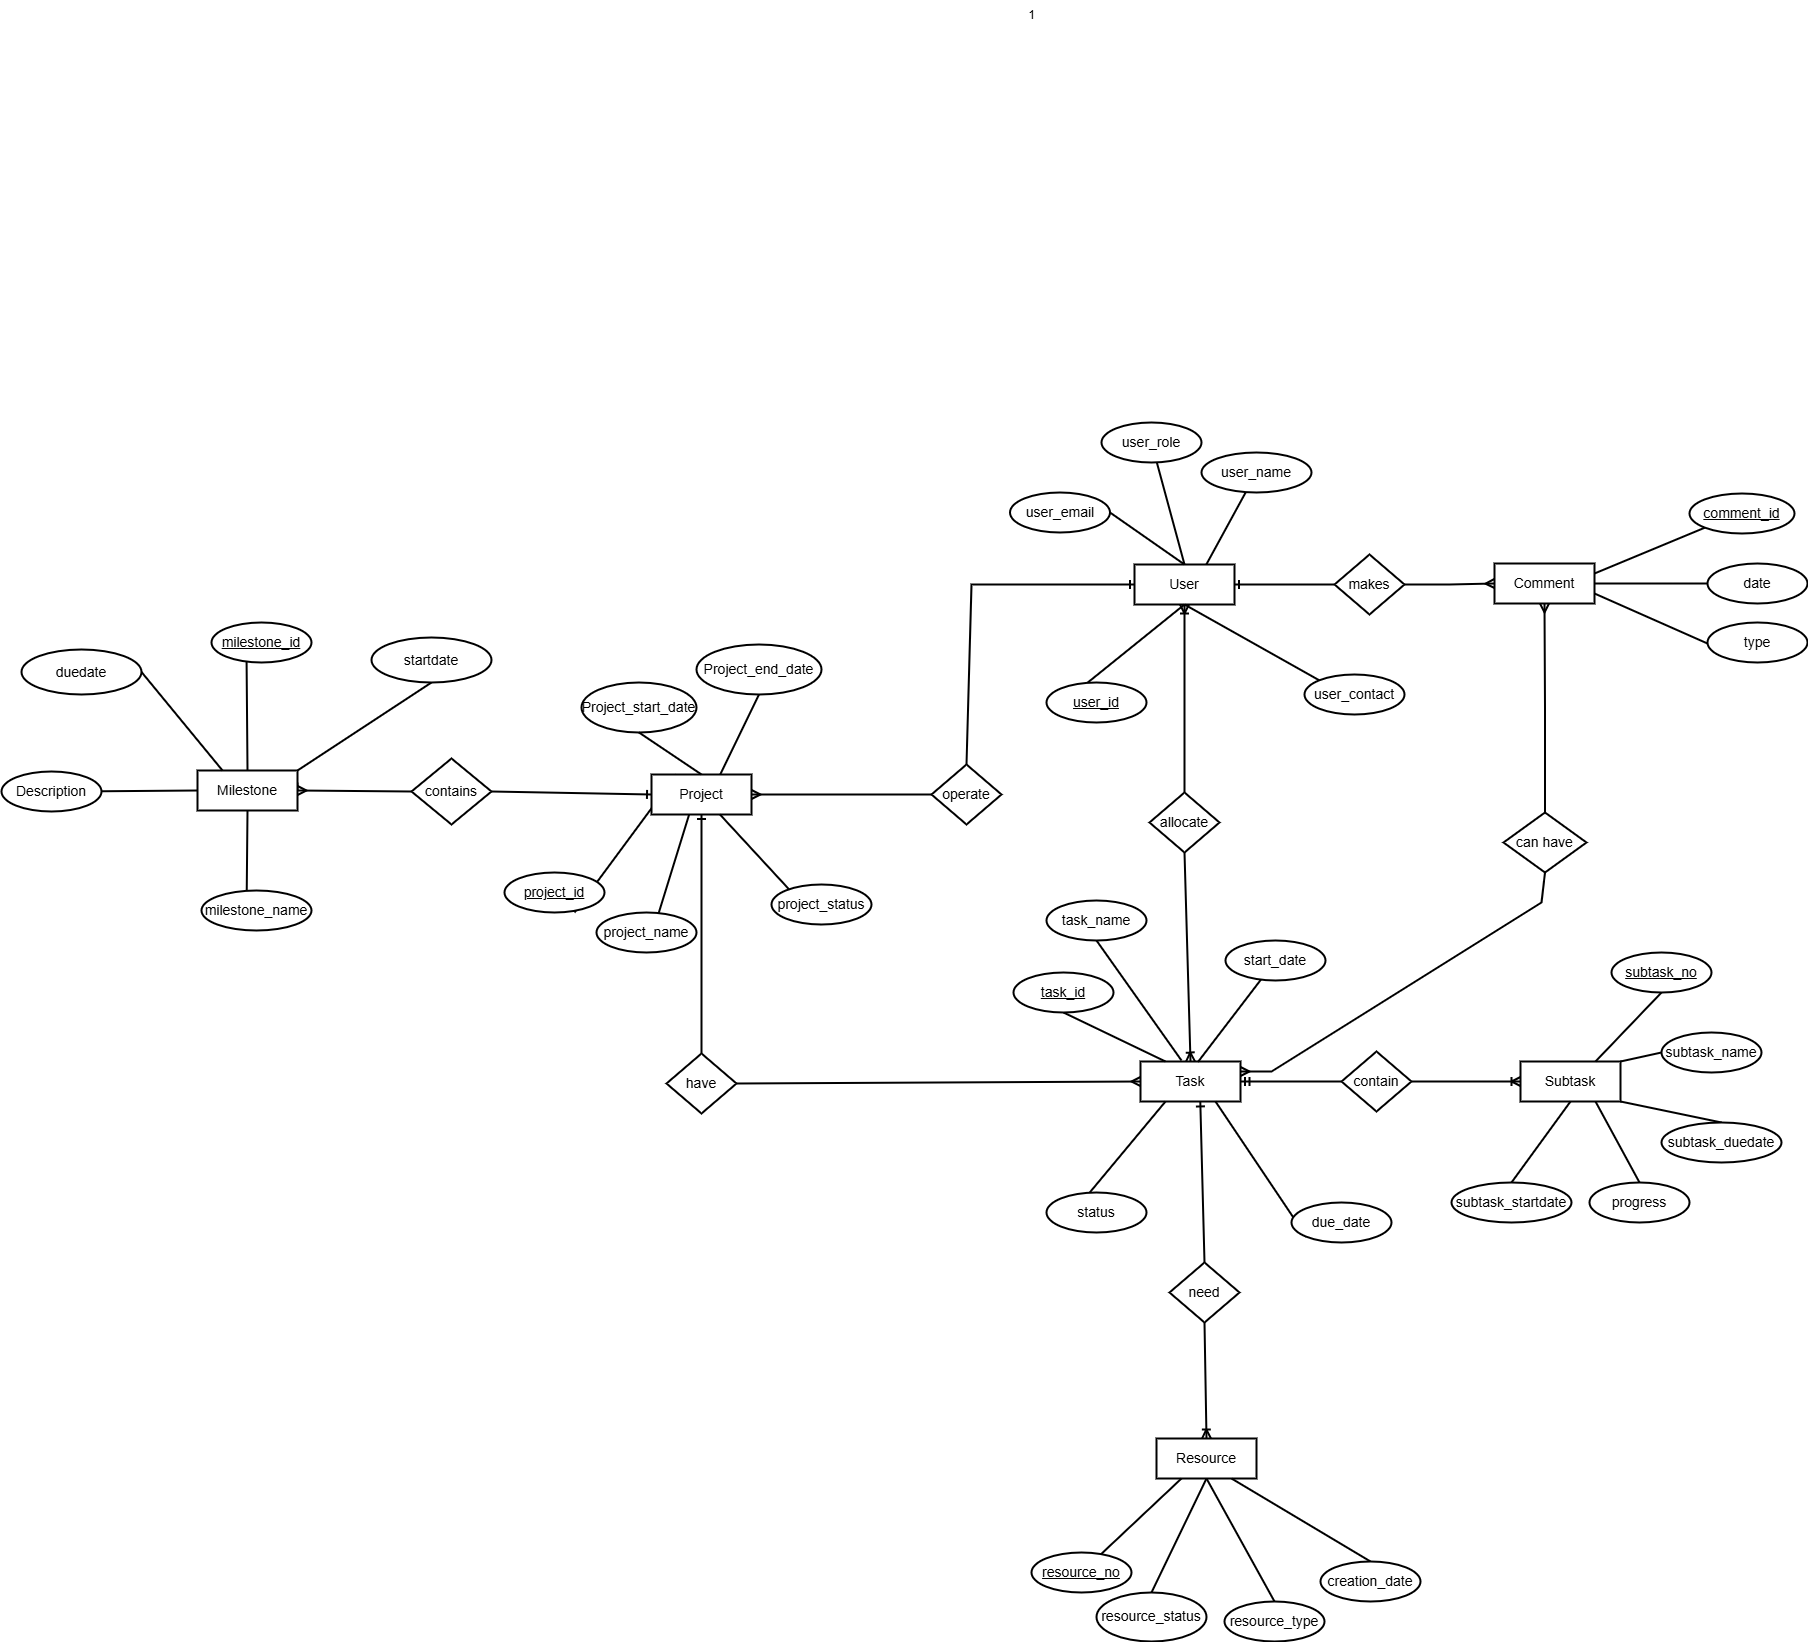 1
user_role
user_name
user_email
comment_id
User
makes
Comment
date
milestone_id
type
startdate
duedate
Project_end_date
user_id
user_contact
Project_start_date
Description
Milestone
contains
Project
operate
allocate
can have
project_id
project_status
milestone_name
project_name
task_name
start_date
subtask_no
task_id
subtask_name
have
Task
contain
Subtask
subtask_duedate
status
due_date
subtask_startdate
progress
need
Resource
resource_no
creation_date
resource_status
resource_type